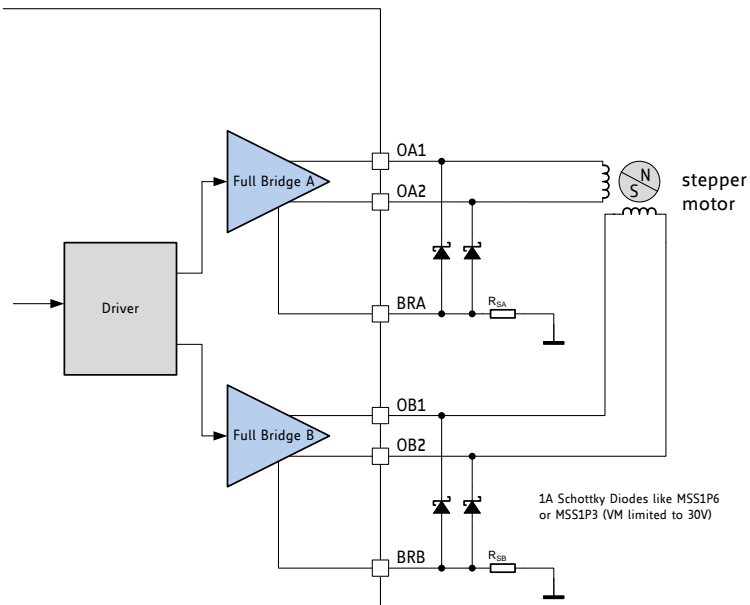 OA1
Full Bridge A
OA2
N
S
stepper
motor
Driver
BRA
RSA
OB1
Full Bridge B
OB2
1A Schottky Diodes like MSS1P6
or MSS1P3 (VM limited to 30V)
BRB
RSB